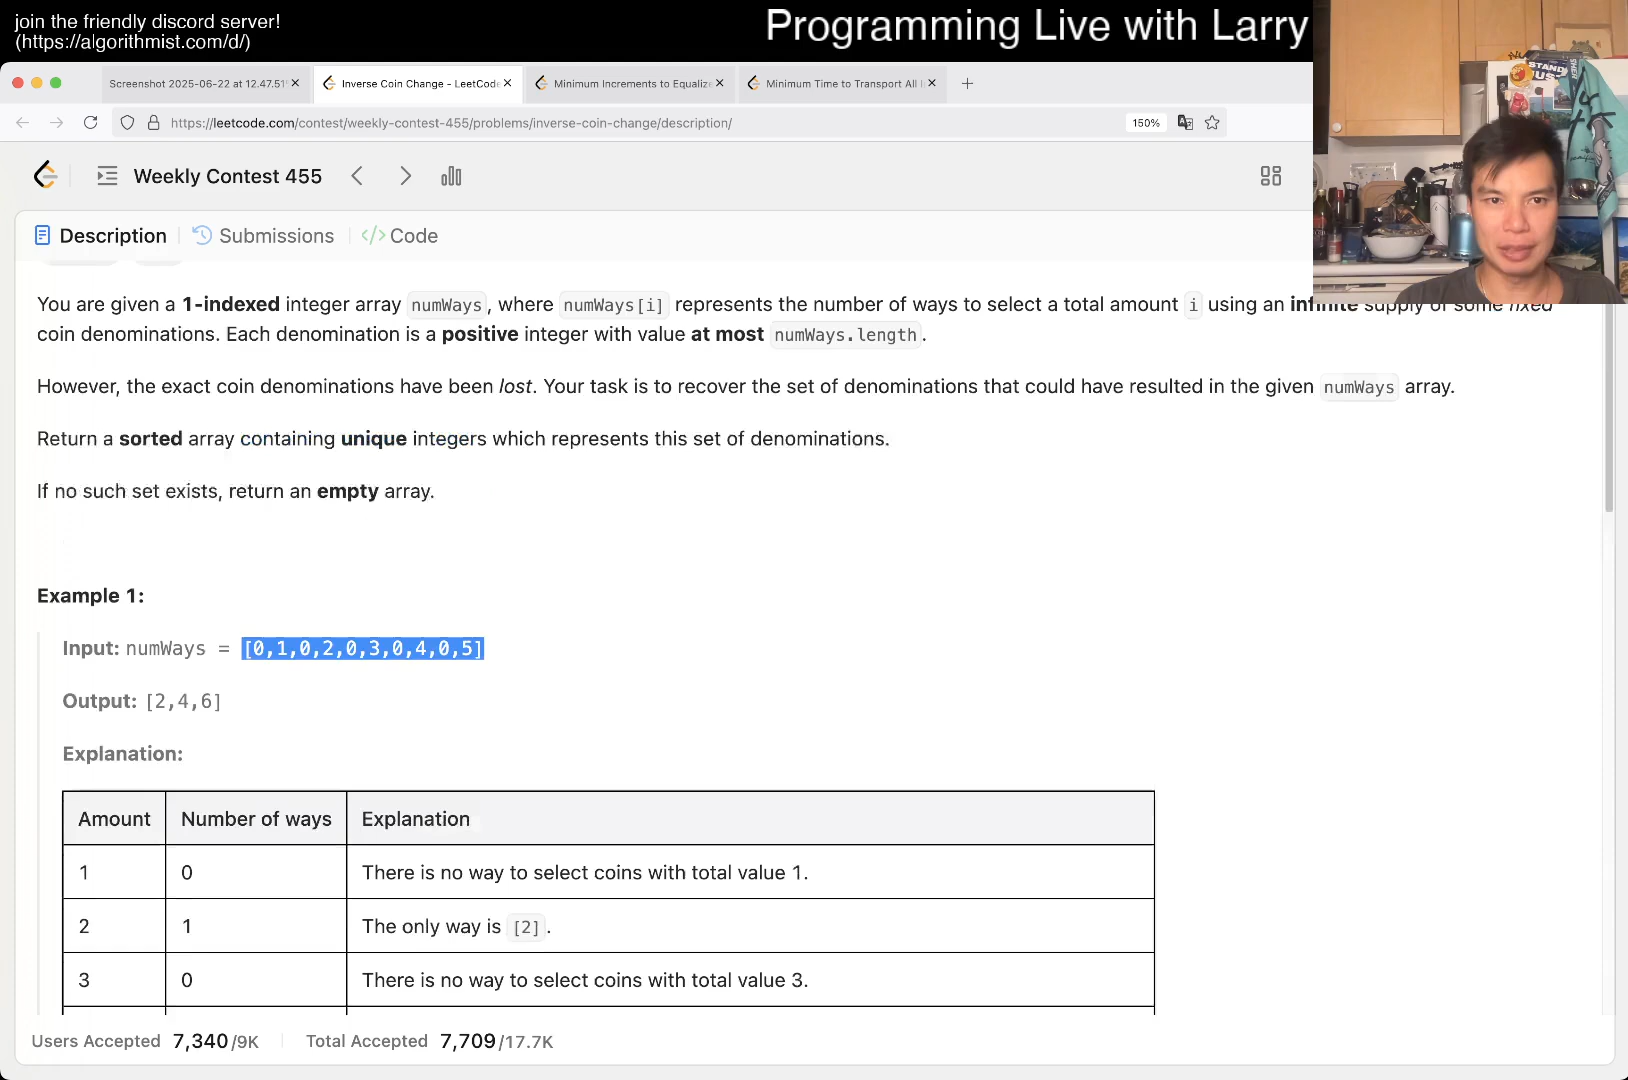 join the friendly discord server!
(https://algorithmist.com/d/)
Programming Live with Larry
Screenshot 2025-06-22 at 12.47.51
Inverse Coin Change - LeetCode
Minimum Increments to Equalize
Minimum Time to Transport All
https://leetcode.com/contest/weekly-contest-455/problems/inverse-coin-change/description/
150%
Weekly Contest 455
Description
Submissions
</> Code
You are given a 1-indexed integer array numWays, where numWays[i] represents the number of ways to select a total amount i using an infinite supply of some fixed
coin denominations. Each denomination is a positive integer with value at most numWays.length.
However, the exact coin denominations have been lost. Your task is to recover the set of denominations that could have resulted in the given numWays array.
Return a sorted array containing unique integers which represents this set of denominations.
If no such set exists, return an empty array.
Example 1:
Input: numWays = [0,1,0,2,0,3,0,4,0,5]
Output: [2,4,6]
Explanation:
Amount Number of ways Explanation
1 0 There is no way to select coins with total value 1.
2 1 The only way is [2].
3 0 There is no way to select coins with total value 3.
Users Accepted 7,340/9K Total Accepted 7,709/17.7K